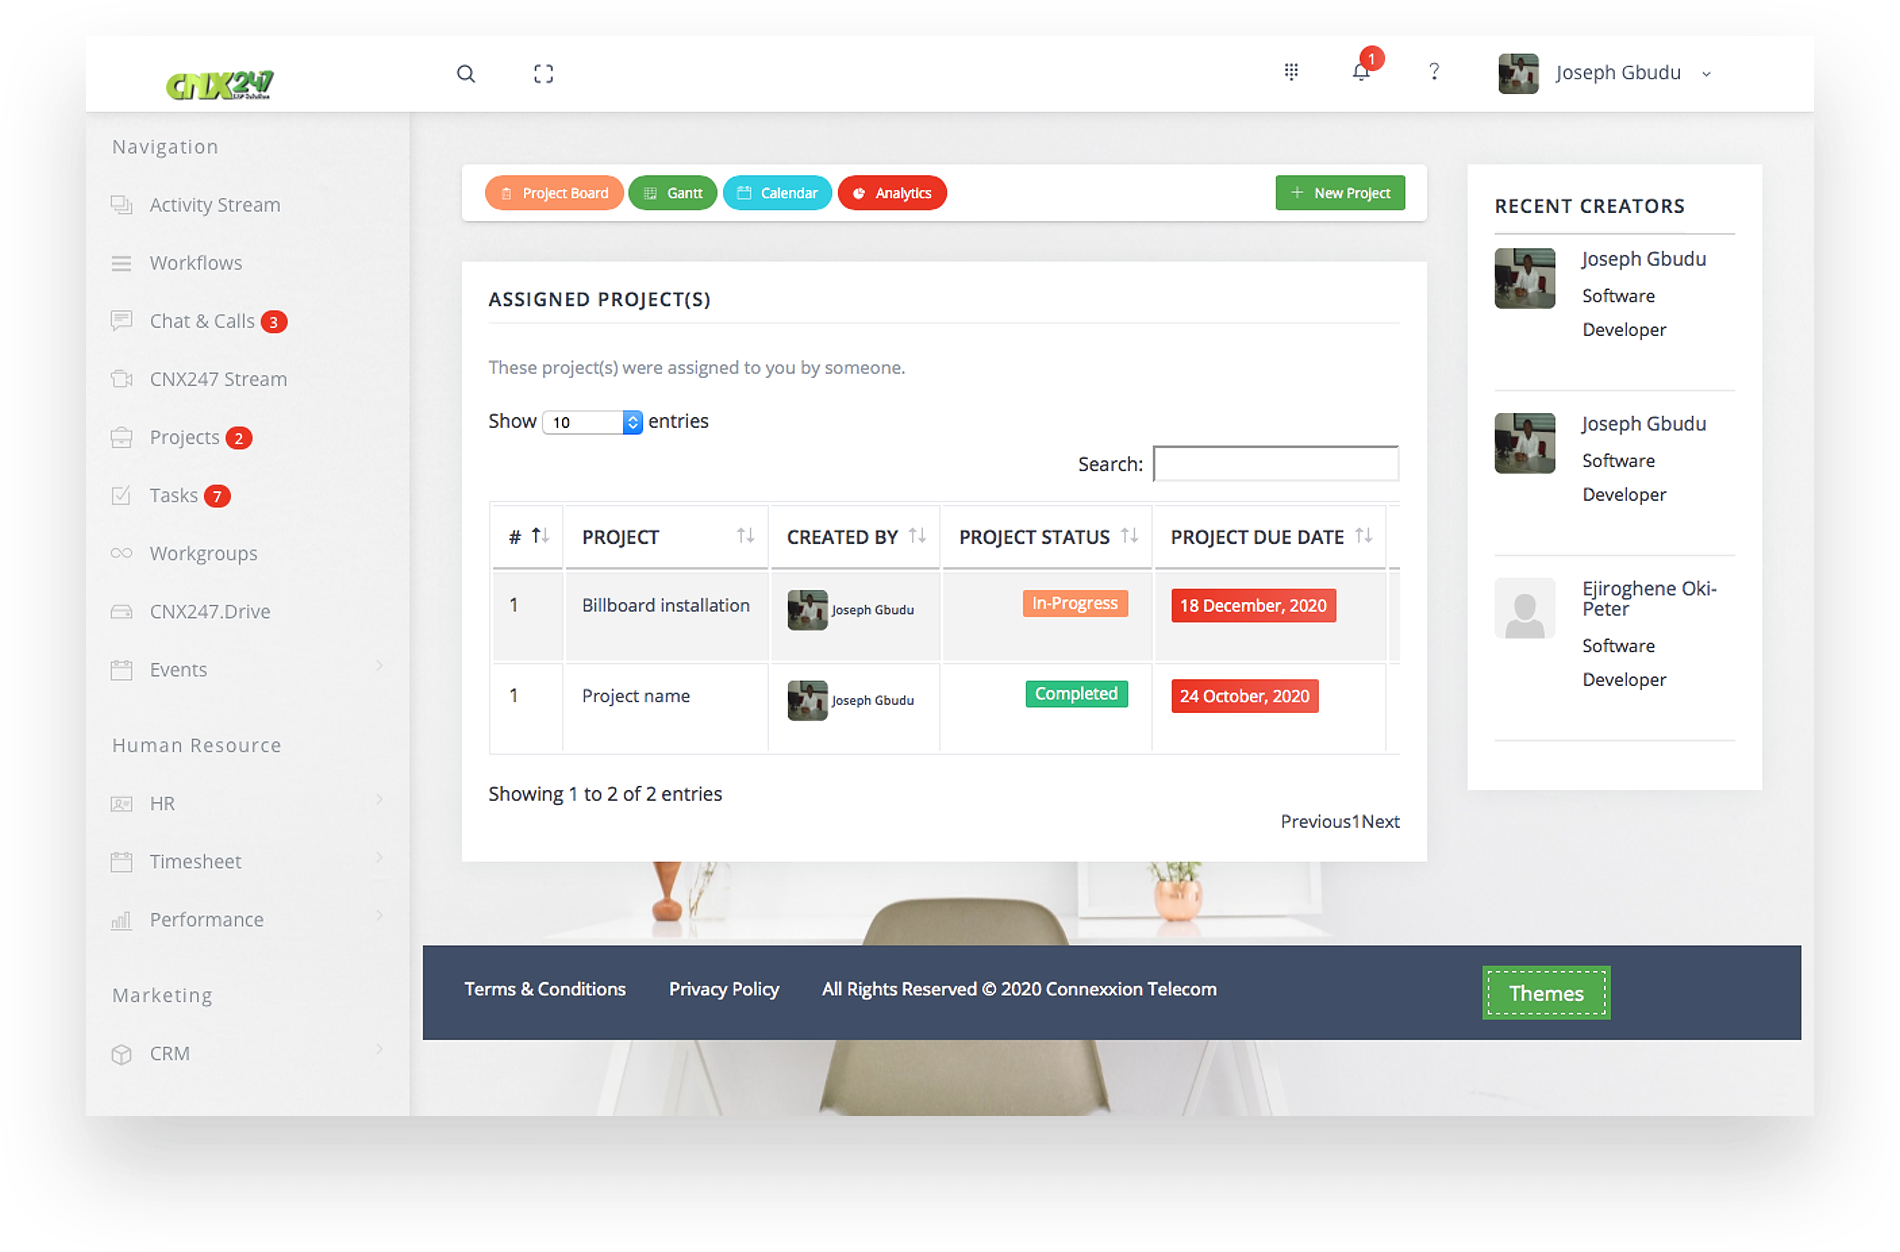 CNX247
1
?
Joseph Gbudu
Navigation
Activity Stream
Workflows
Chat & Calls 3
CNX247 Stream
Projects 2
Tasks 7
Workgroups
CNX247.Drive
Events
Human Resource
HR
Timesheet
Performance
Marketing
CRM
Project Board
Gantt
Calendar
Analytics
+ New Project
ASSIGNED PROJECT(S)
These project(s) were assigned to you by someone.
Show 10 entries
Search:
# PROJECT CREATED BY PROJECT STATUS PROJECT DUE DATE
1 Billboard installation Joseph Gbudu In-Progress 18 December, 2020
1 Project name Joseph Gbudu Completed 24 October, 2020
Showing 1 to 2 of 2 entries
Previous1Next
RECENT CREATORS
Joseph Gbudu
Software
Developer
Joseph Gbudu
Software
Developer
Ejiroghene Oki-
Peter
Software
Developer
Terms & Conditions
Privacy Policy
All Rights Reserved © 2020 Connexxion Telecom
Themes